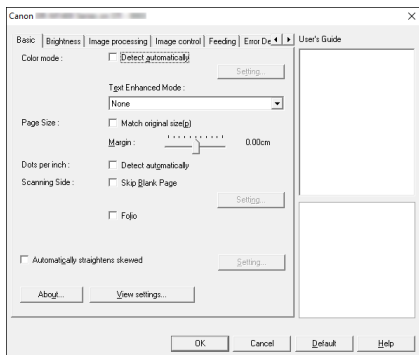 Canon
Basic Brightness Image processing Image control Feeding Error De
User's Guide
Color mode : Detect automatically
Setting...
Text Enhanced Mode :
None
Page Size : Match original size(p)
Margin : 0.00cm
Dots per inch : Detect automatically
Scanning Side : Skip Blank Page
Setting...
Folio
Automatically straightens skewed Setting...
About... View settings...
OK Cancel Default Help